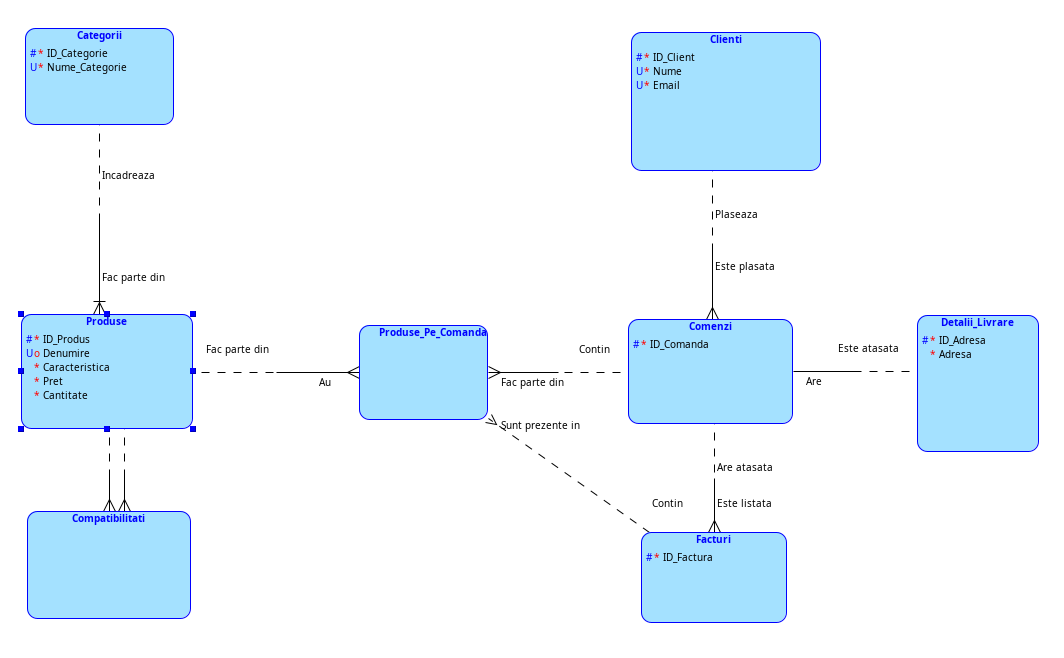 Categorii
#* ID_Categorie
U* Nume_Categorie
Clienti
#* ID_Client
U* Nume
U* Email
Incadreaza
Fac parte din
Plaseaza
Este plasata
Produse
#* ID_Produs
Uo Denumire
* Caracteristica
* Pret
* Cantitate
Fac parte din
Au
Produse_Pe_Comanda
Contin
Fac parte din
Comenzi
#* ID_Comanda
Este atasata
Are
Detalii_Livrare
#* ID_Adresa
* Adresa
Sunt prezente in
Contin
Are atasata
Este listata
Compatibilitati
Facturi
#* ID_Factura